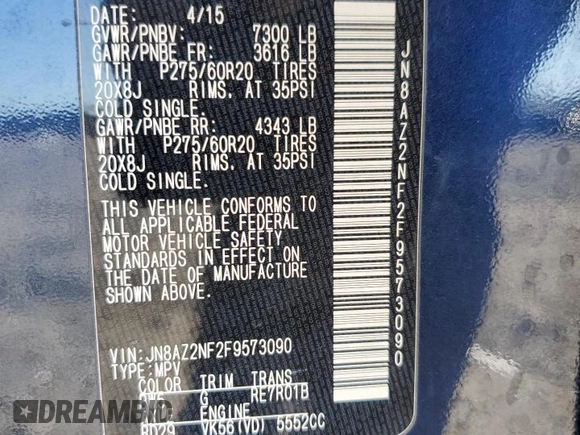 DATE: 4/15
GVWR/PNBV: 7300 LB
GAWR/PNBE FR: 3616 LB
WITH P275/60R20 TIRES
20X8J RIMS, AT 35PSI
COLD SINGLE.
GAWR/PNBE RR: 4343 LB
WITH P275/60R20 TIRES
20X8J RIMS, AT 35PSI
COLD SINGLE.
THIS VEHICLE CONFORMS TO
ALL APPLICABLE FEDERAL
MOTOR VEHICLE SAFETY
STANDARDS IN EFFECT ON
THE DATE OF MANUFACTURE
SHOWN ABOVE.
VIN:JN8AZ2NF2F9573090
TYPE:MPV
COLOR TRIM TRANS
G RE7R01B
ENGINE
VK56(VD) 5552CC
JN8AZ2NF2F9573090
DREAMBID